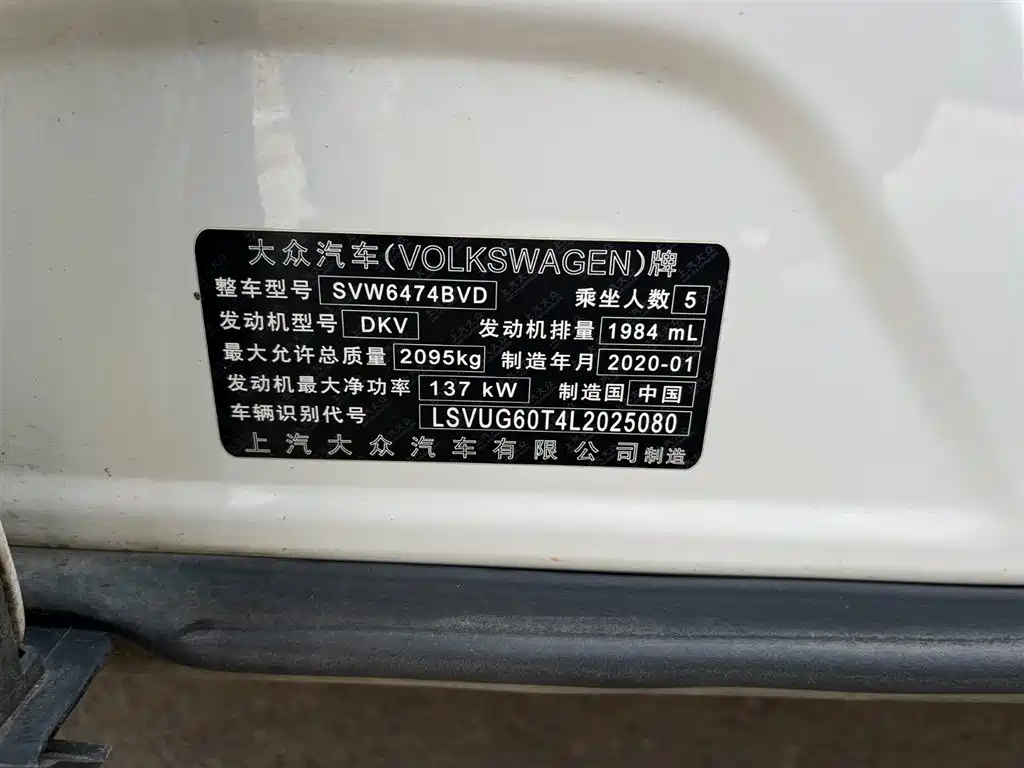 大众汽车(VOLKSWAGEN)牌
整车型号 SVW6474BVD 乘坐人数 5
发动机型号 DKV 发动机排量 1984 mL
最大允许总质量 2095kg 制造年月 2020-01
发动机最大净功率 137 kW 制造国 中国
车辆识别代号 LSVUG60T4L2025080
上汽大众汽车有限公司制造